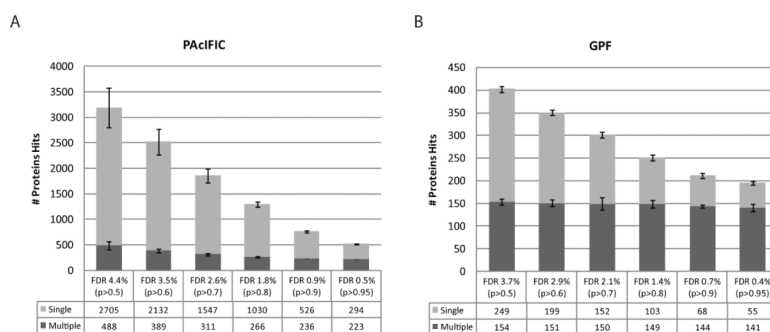 A
PAcIFIC
# Proteins Hits
4000
3500
3000
2500
2000
1500
1000
500
0
FDR 4.4% FDR 3.5% FDR 2.6% FDR 1.8% FDR 0.9% FDR 0.5%
(p>0.5) (p>0.6) (p>0.7) (p>0.8) (p>0.9) (p>0.95)
Single 2705 2132 1547 1030 526 294
Multiple 488 389 311 266 236 223
B
GPF
# Proteins Hits
450
400
350
300
250
200
150
100
50
0
FDR 3.7% FDR 2.9% FDR 2.1% FDR 1.4% FDR 0.7% FDR 0.4%
(p>0.5) (p>0.6) (p>0.7) (p>0.8) (p>0.9) (p>0.95)
Single 249 199 152 103 68 55
Multiple 154 151 150 149 144 141